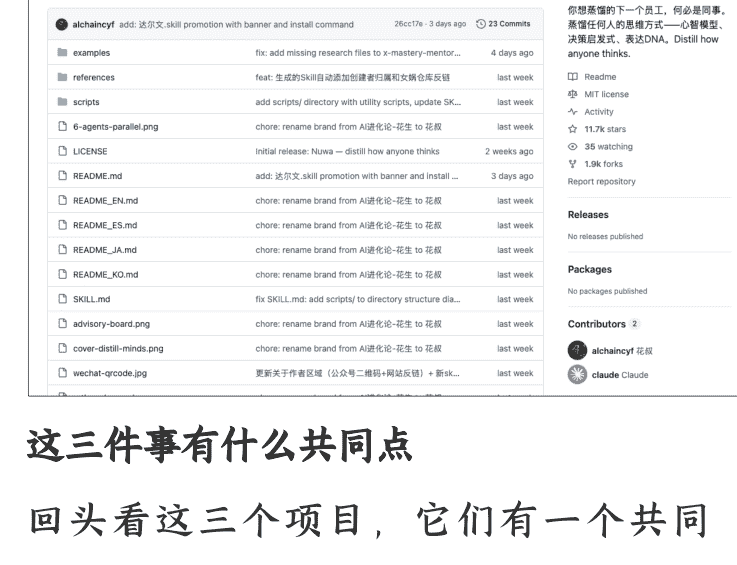 你想蒸馏的下一个员工，何必是同事。
alchaincyf add: 达尔文.skill promotion with banner and install command 26cc17e · 3 days ago 23 Commits
蒸馏任何人的思维方式——心智模型、
决策启发式、表达DNA。Distill how
anyone thinks.
examples fix: add missing research files to x-mastery-mentor... 4 days ago
references feat: 生成的Skill自动添加创建者归属和女娲仓库反链 last week
scripts add scripts/ directory with utility scripts, update SK... last week
6-agents-parallel.png chore: rename brand from AI进化论-花生 to 花叔 last week
LICENSE Initial release: Nuwa — distill how anyone thinks 2 weeks ago
README.md add: 达尔文.skill promotion with banner and install ... 3 days ago
README_EN.md chore: rename brand from AI进化论-花生 to 花叔 last week
README_ES.md chore: rename brand from AI进化论-花生 to 花叔 last week
README_JA.md chore: rename brand from AI进化论-花生 to 花叔 last week
README_KO.md chore: rename brand from AI进化论-花生 to 花叔 last week
SKILL.md fix SKILL.md: add scripts/ to directory structure dia... last week
advisory-board.png chore: rename brand from AI进化论-花生 to 花叔 last week
cover-distill-minds.png chore: rename brand from AI进化论-花生 to 花叔 last week
wechat-qrcode.jpg 更新关于作者区域（公众号二维码+网站反链）+ 新sk... last week
Readme
MIT license
Activity
11.7k stars
35 watching
1.9k forks
Report repository
Releases
No releases published
Packages
No packages published
Contributors 2
alchaincyf 花叔
claude Claude
这三件事有什么共同点
回头看这三个项目，它们有一个共同